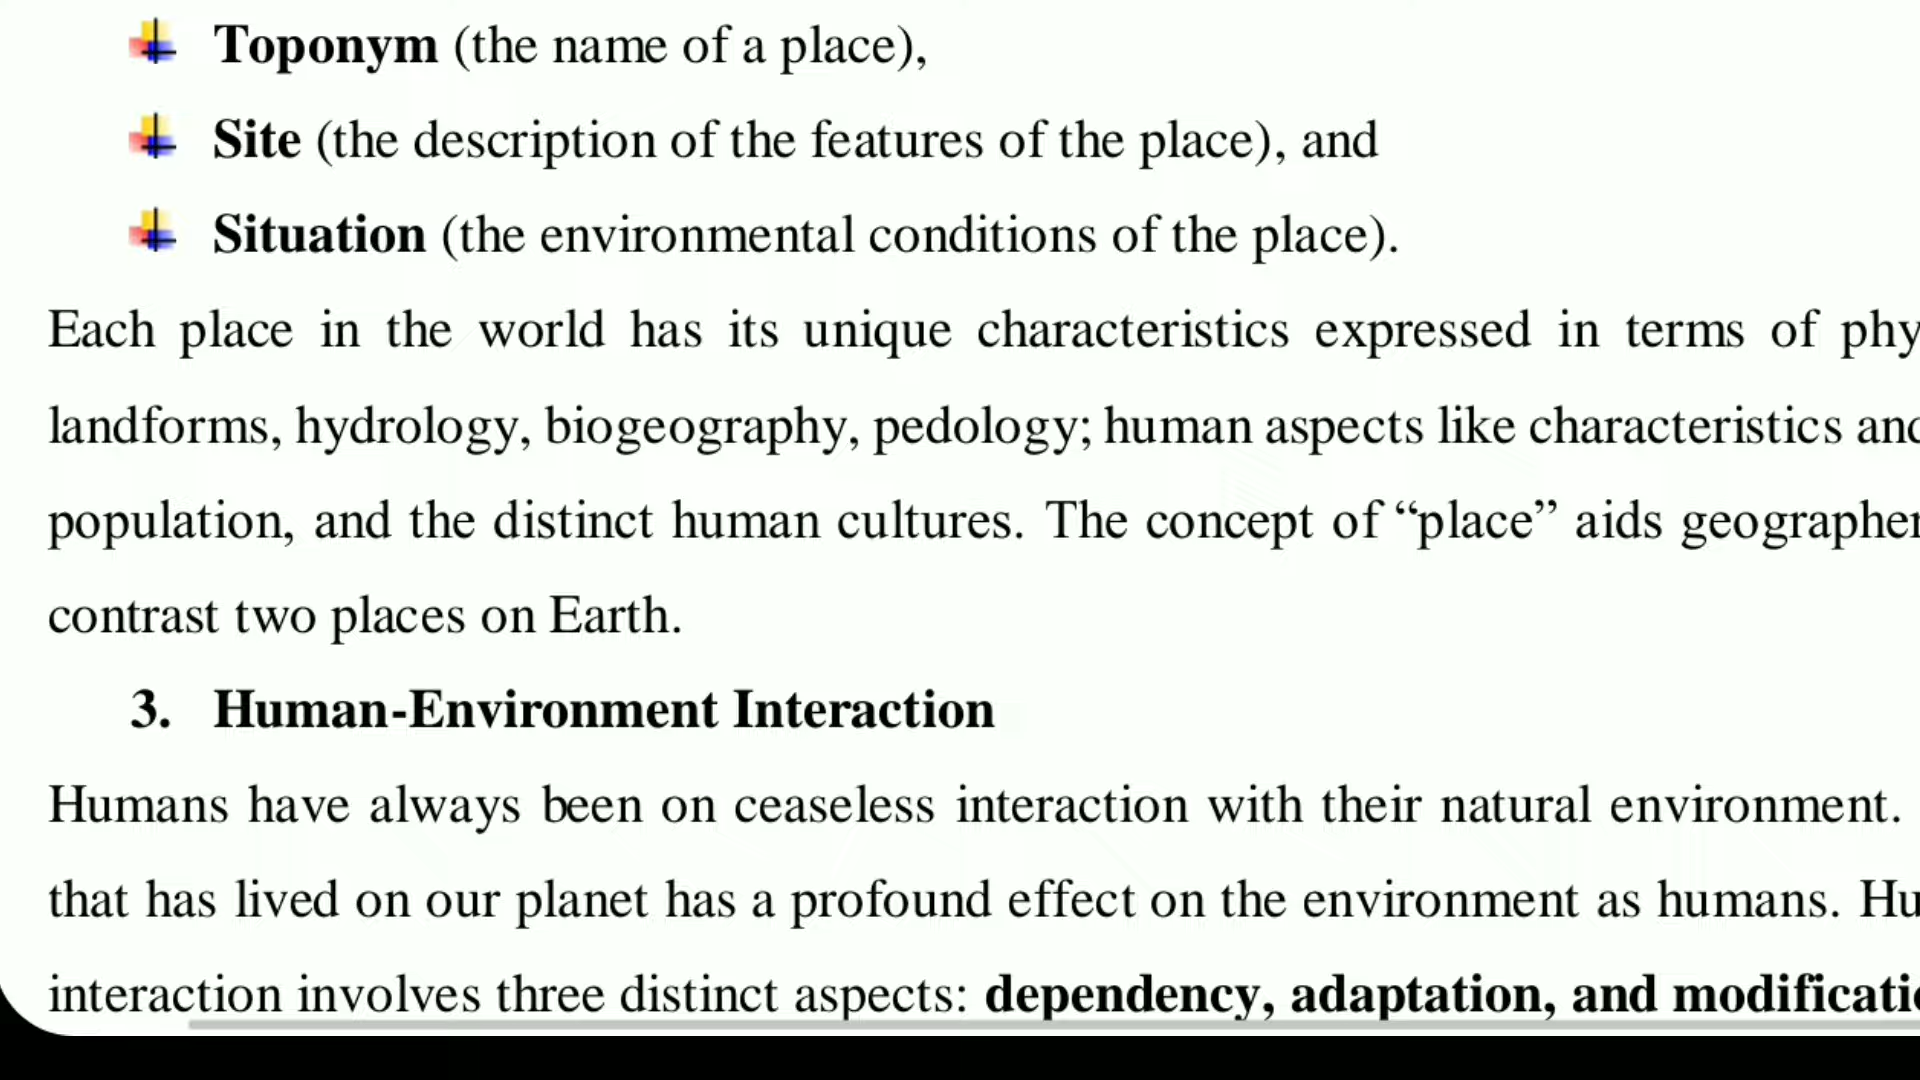 Toponym (the name of a place),
Site (the description of the features of the place), and
Situation (the environmental conditions of the place).
Each place in the world has its unique characteristics expressed in terms of
landforms, hydrology, biogeography, pedology; human aspects like characteristics
population, and the distinct human cultures. The concept of “place” aids
contrast two places on Earth.
3. Human-Environment Interaction
Humans have always been on ceaseless interaction with their natural environment.
that has lived on our planet has a profound effect on the environment as humans.
interaction involves three distinct aspects: dependency, adaptation, and